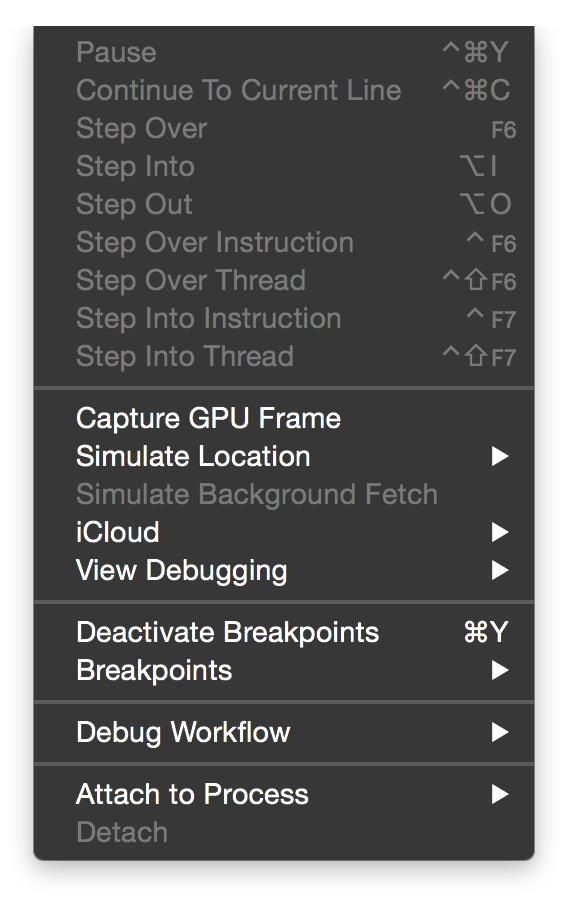 Pause ^⌘Y
Continue To Current Line ^⌘C
Step Over F6
Step Into ⌥I
Step Out ⌥O
Step Over Instruction ^F6
Step Over Thread ^⇧F6
Step Into Instruction ^F7
Step Into Thread ^⇧F7
Capture GPU Frame
Simulate Location ▶
Simulate Background Fetch
iCloud ▶
View Debugging ▶
Deactivate Breakpoints ⌘Y
Breakpoints ▶
Debug Workflow ▶
Attach to Process ▶
Detach